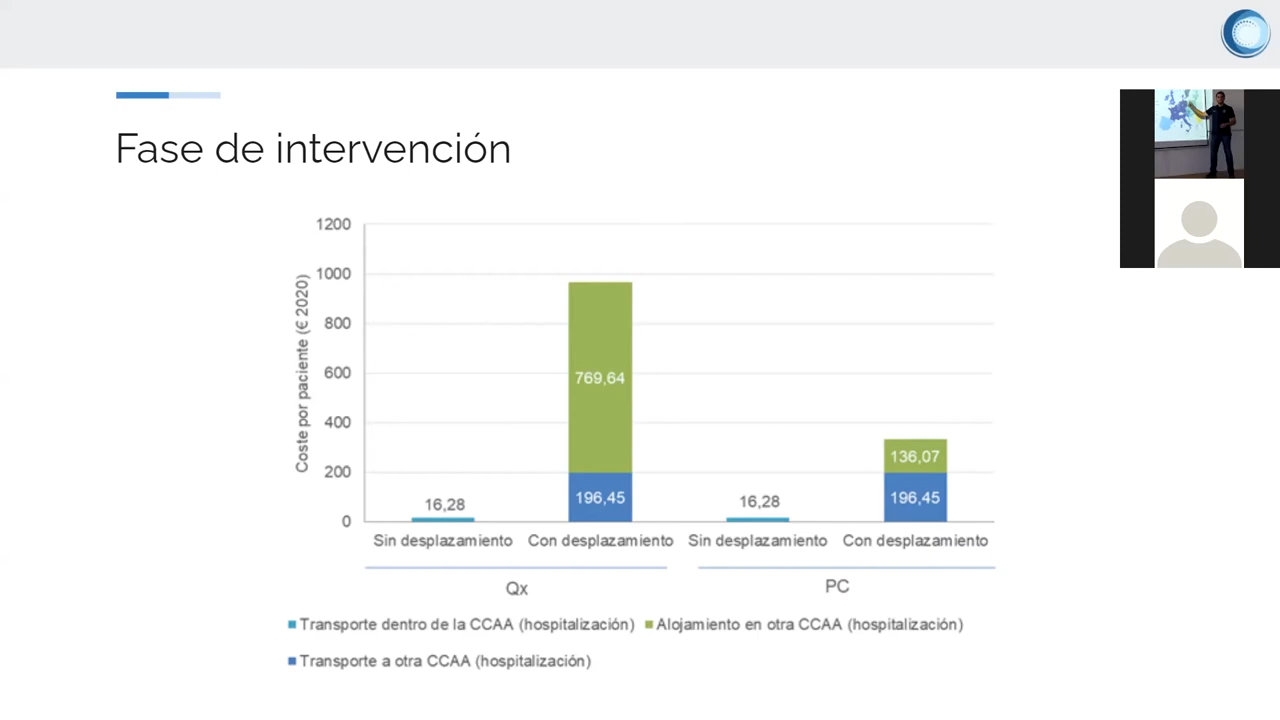 Fase de intervención
1200
1000
800
600
400
200
0
Coste por paciente (€ 2020)
769,64
136,07
16,28
196,45
16,28
196,45
Sin desplazamiento
Con desplazamiento
Sin desplazamiento
Con desplazamiento
Qx
PC
Transporte dentro de la CCAA (hospitalización)
Alojamiento en otra CCAA (hospitalización)
Transporte a otra CCAA (hospitalización)